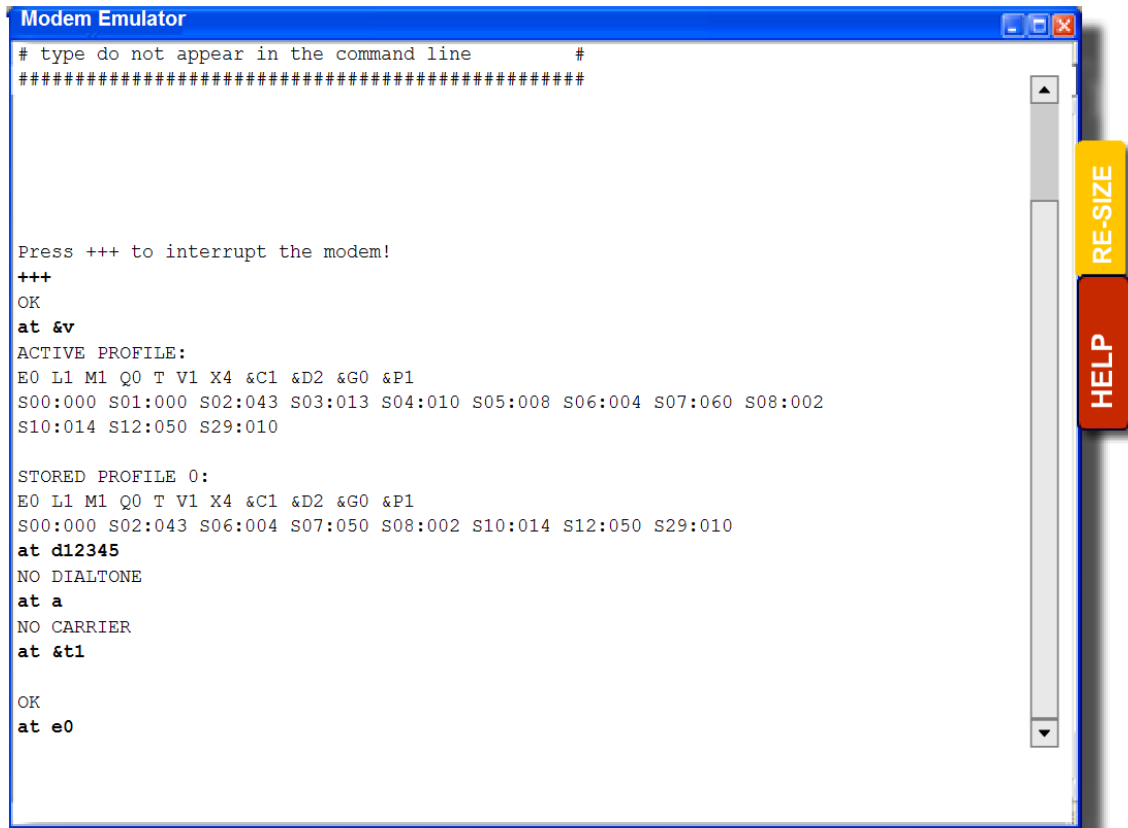 Modem Emulator
# type do not appear in the command line #
##################################################
Press +++ to interrupt the modem!
+++
OK
at &v
ACTIVE PROFILE:
E0 L1 M1 Q0 T V1 X4 &C1 &D2 &G0 &P1
S00:000 S01:000 S02:043 S03:013 S04:010 S05:008 S06:004 S07:060 S08:002
S10:014 S12:050 S29:010
STORED PROFILE 0:
E0 L1 M1 Q0 T V1 X4 &C1 &D2 &G0 &P1
S00:000 S02:043 S06:004 S07:050 S08:002 S10:014 S12:050 S29:010
at d12345
NO DIALTONE
at a
NO CARRIER
at &t1
OK
at e0
RE-SIZE
HELP